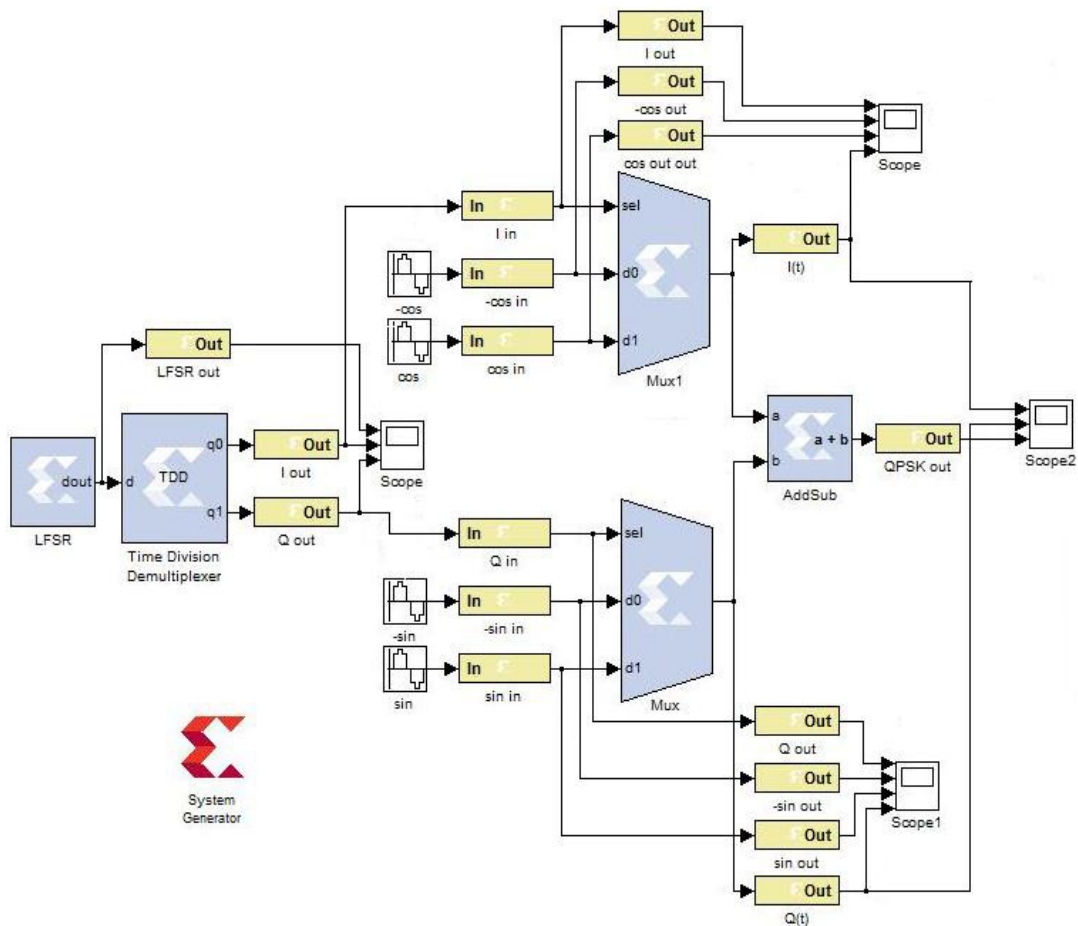 Out
I out
Out
-cos out
Out
cos out out
Scope
In
I in
sel
-cos
In
-cos in
d0
cos
In
cos in
d1
Mux1
Out
I(t)
Out
LFSR out
dout
LFSR
d
TDD
q0
q1
Time Division
Demultiplexer
Out
I out
Out
Q out
Scope
a
b
a + b
AddSub
Out
QPSK out
Scope2
In
Q in
sel
-sin
In
-sin in
d0
sin
In
sin in
d1
Mux
Out
Q out
Out
-sin out
Out
sin out
Out
Q(t)
Scope1
System
Generator